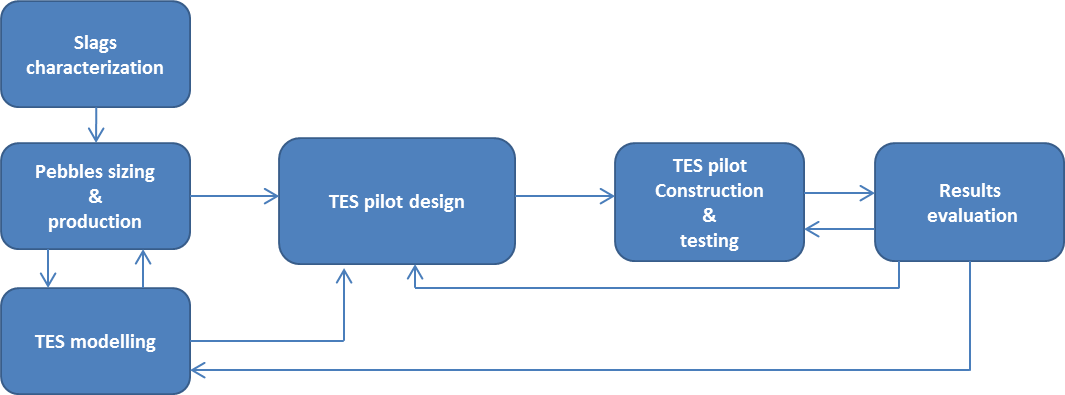 Slags
characterization
Pebbles sizing
&
production
TES modelling
TES pilot design
TES pilot
Construction
&
testing
Results
evaluation